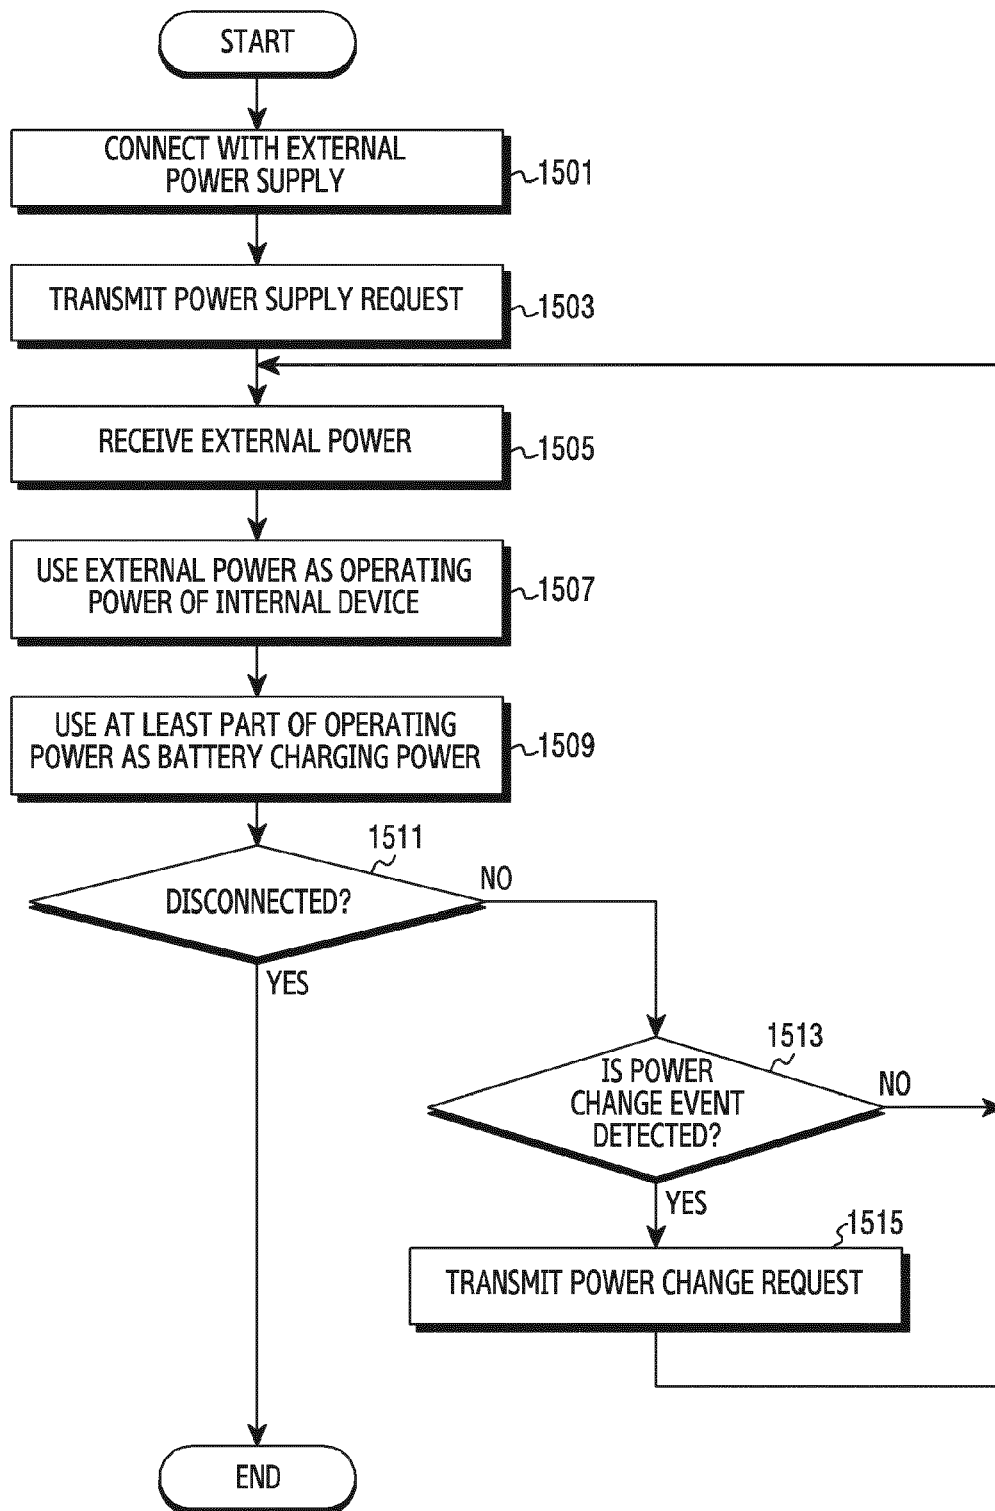 START
CONNECT WITH EXTERNAL
POWER SUPPLY
1501
TRANSMIT POWER SUPPLY REQUEST
1503
RECEIVE EXTERNAL POWER
1505
USE EXTERNAL POWER AS OPERATING
POWER OF INTERNAL DEVICE
1507
USE AT LEAST PART OF OPERATING
POWER AS BATTERY CHARGING POWER
1509
1511
DISCONNECTED?
NO
YES
1513
IS POWER
CHANGE EVENT
DETECTED?
NO
YES
1515
TRANSMIT POWER CHANGE REQUEST
END